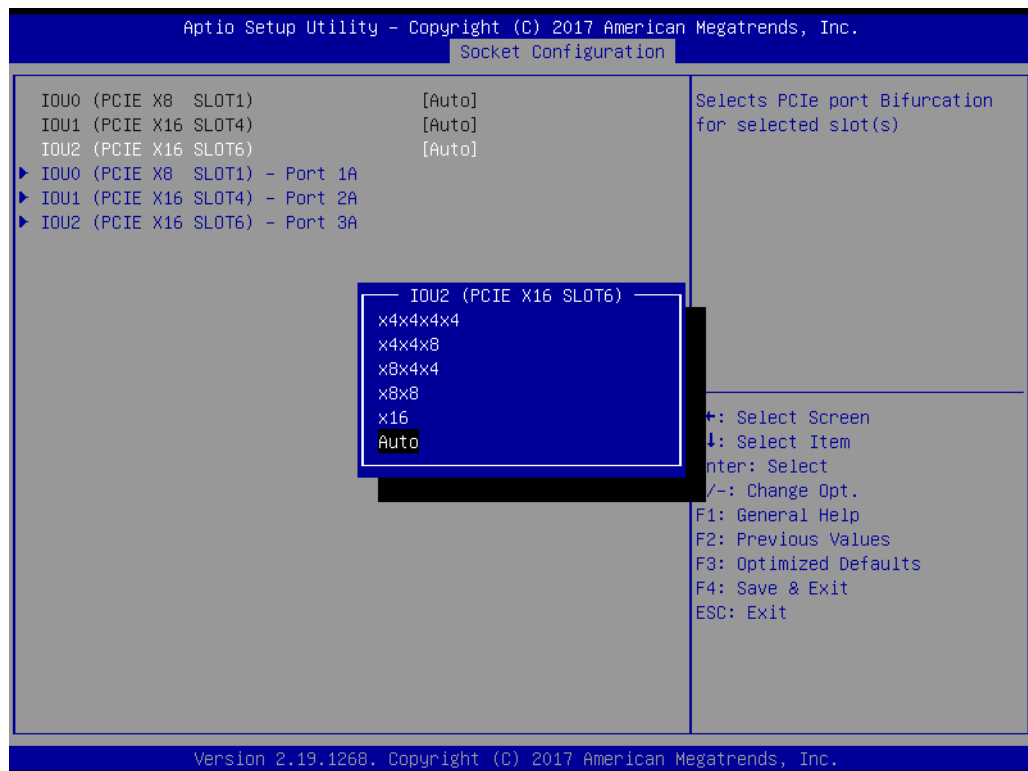 Aptio Setup Utility – Copyright (C) 2017 American Megatrends, Inc.
Socket Configuration
IOU0 (PCIE X8  SLOT1) [Auto]
IOU1 (PCIE X16 SLOT4) [Auto]
IOU2 (PCIE X16 SLOT6) [Auto]
IOU0 (PCIE X8  SLOT1) – Port 1A
IOU1 (PCIE X16 SLOT4) – Port 2A
IOU2 (PCIE X16 SLOT6) – Port 3A
Selects PCIe port Bifurcation
for selected slot(s)
IOU2 (PCIE X16 SLOT6)
x4x4x4x4
x4x4x8
x8x4x4
x8x8
x16
Auto
: Select Screen
: Select Item
nter: Select
/-: Change Opt.
F1: General Help
F2: Previous Values
F3: Optimized Defaults
F4: Save & Exit
ESC: Exit
Version 2.19.1268. Copyright (C) 2017 American Megatrends, Inc.